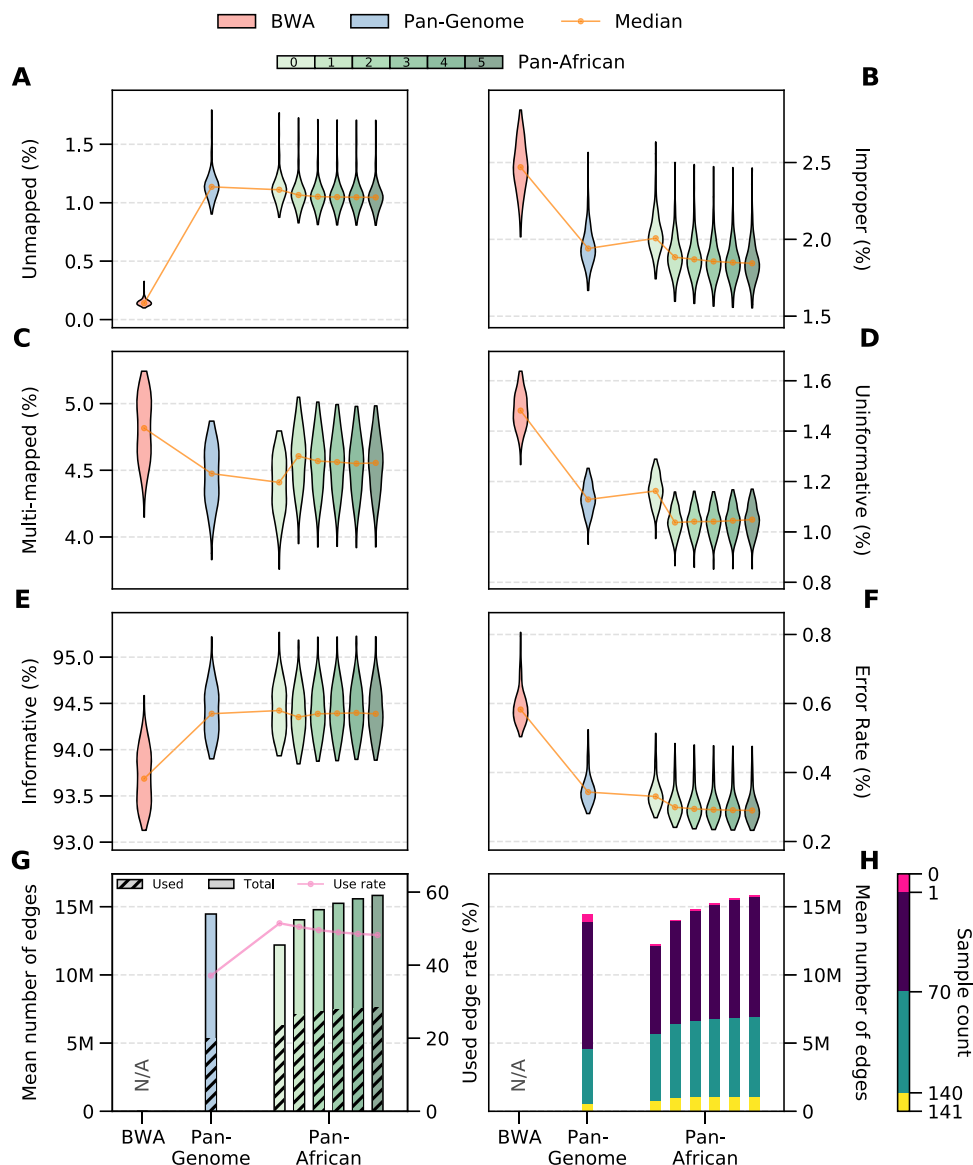 BWA Pan-Genome Median
0 1 2 3 4 5 Pan-African
A
B
Unmapped (%)
1.5
1.0
0.5
0.0
Improper (%)
2.5
2.0
1.5
C
D
Multi-mapped (%)
5.0
4.5
4.0
Uninformative (%)
1.6
1.4
1.2
1.0
0.8
E
F
Informative (%)
95.0
94.5
94.0
93.5
93.0
Error Rate (%)
0.8
0.6
0.4
0.2
G
H
Used Total Use rate
Mean number of edges
15M
10M
5M
0
N/A
60
40
20
0
Used edge rate (%)
BWA
Pan-
Genome
Pan-
African
N/A
BWA
Pan-
Genome
Pan-
African
15M
10M
5M
0
Mean number of edges
0
1
70
140
141
Sample count